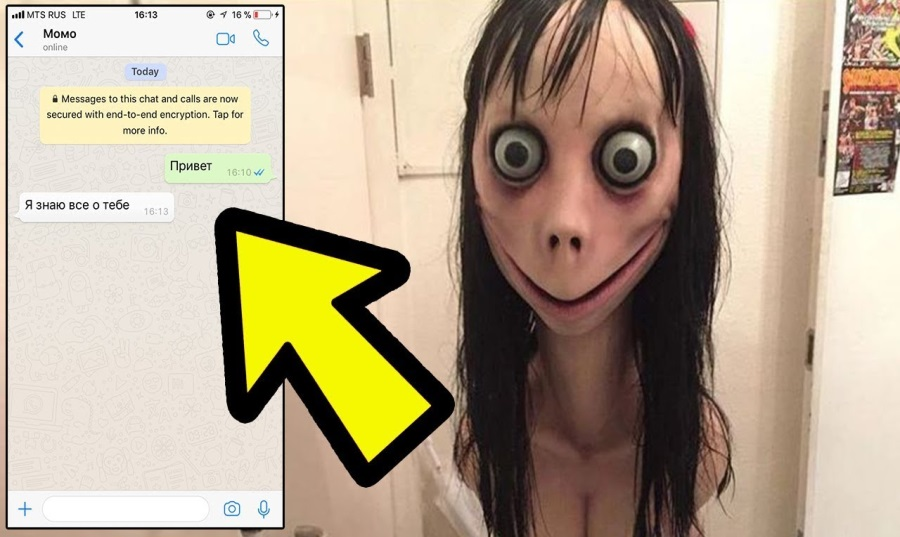 MTS RUS LTE 16:13 16 %
Момо
online
Today
Messages to this chat and calls are now
secured with end-to-end encryption. Tap for
more info.
Привет
16:10
Я знаю все о тебе
16:13